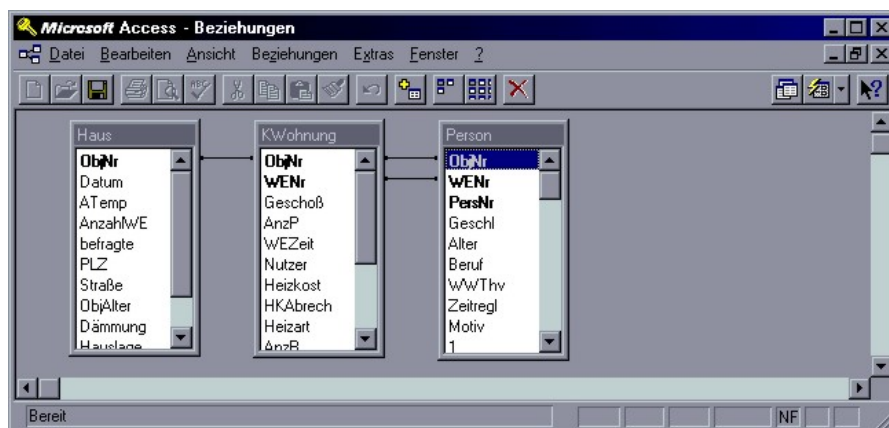 Microsoft Access - Beziehungen
Datei Bearbeiten Ansicht Beziehungen Extras Fenster ?
Haus
ObjNr
Datum
ATemp
AnzahlWE
befragte
PLZ
Straße
ObjAlter
Dämmung
Hauslage
KWohnung
ObjNr
WENr
Geschoß
AnzP
WEZeit
Nutzer
Heizkost
HKAbrech
Heizart
AnzB
Person
ObjNr
WENr
PersNr
Geschl
Alter
Beruf
WWThv
Zeitregl
Motiv
1
Bereit
NF